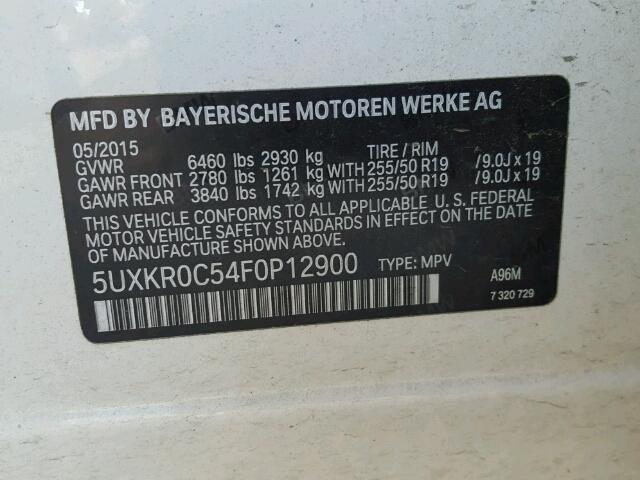 MFD BY BAYERISCHE MOTOREN WERKE AG
05/2015 TIRE / RIM
GVWR 6460 lbs 2930 kg
GAWR FRONT 2780 lbs 1261 kg WITH 255/50 R19 /9.0J x 19
GAWR REAR 3840 lbs 1742 kg WITH 255/50 R19 /9.0J x 19
THIS VEHICLE CONFORMS TO ALL APPLICABLE U. S. FEDERAL
MOTOR VEHICLE SAFETY STANDARDS IN EFFECT ON THE DATE
OF MANUFACTURE SHOWN ABOVE.
5UXKR0C54F0P12900 TYPE: MPV A96M
7 320 729